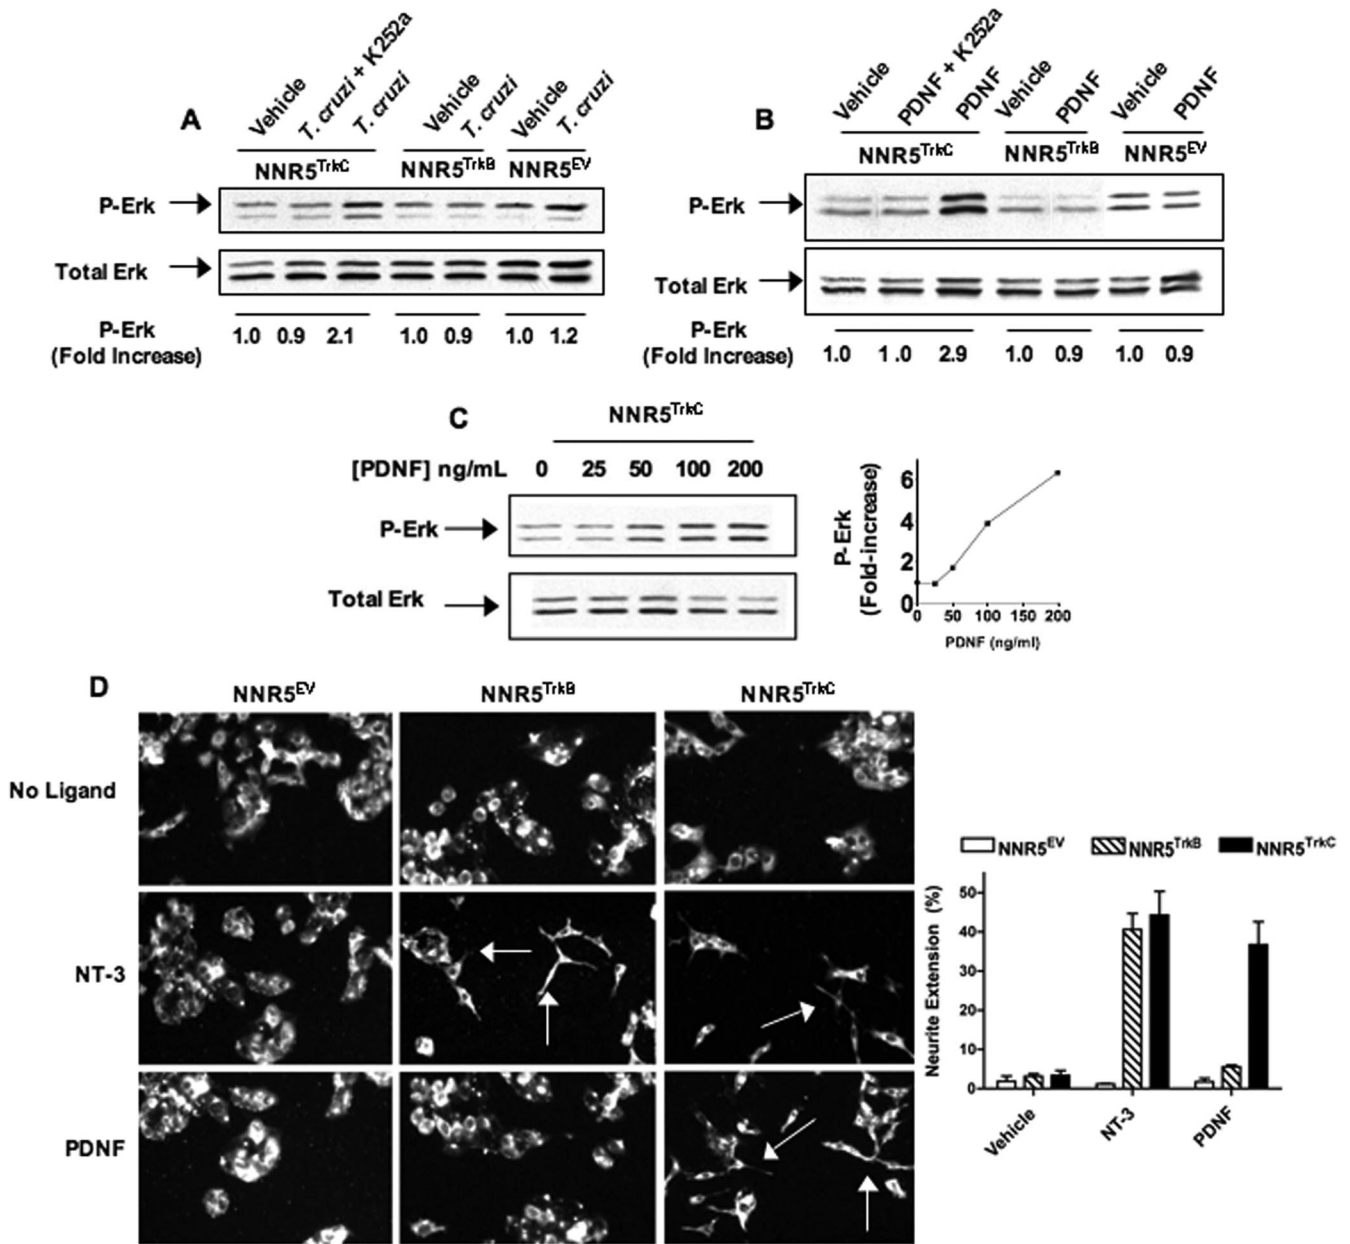 A
Vehicle
T. cruzi + K252a
T. cruzi
Vehicle
T. cruzi
Vehicle
T. cruzi
NNR5TrkC
NNR5TrkB
NNR5EV
P-Erk
Total Erk
P-Erk
(Fold Increase)
1.0 0.9 2.1 1.0 0.9 1.0 1.2
B
Vehicle
PDNF + K252a
PDNF
Vehicle
PDNF
Vehicle
PDNF
NNR5TrkC
NNR5TrkB
NNR5EV
P-Erk
Total Erk
P-Erk
(Fold Increase)
1.0 1.0 2.9 1.0 0.9 1.0 0.9
C
NNR5TrkC
[PDNF] ng/mL 0 25 50 100 200
P-Erk
Total Erk
P-Erk
(Fold-increase)
6
4
2
0
0 50 100 150 200
PDNF (ng/ml)
D
NNR5EV
NNR5TrkB
NNR5TrkC
No Ligand
NT-3
PDNF
NNR5EV
NNR5TrkB
NNR5TrkC
Neurite Extension (%)
50
40
30
20
10
0
Vehicle
NT-3
PDNF